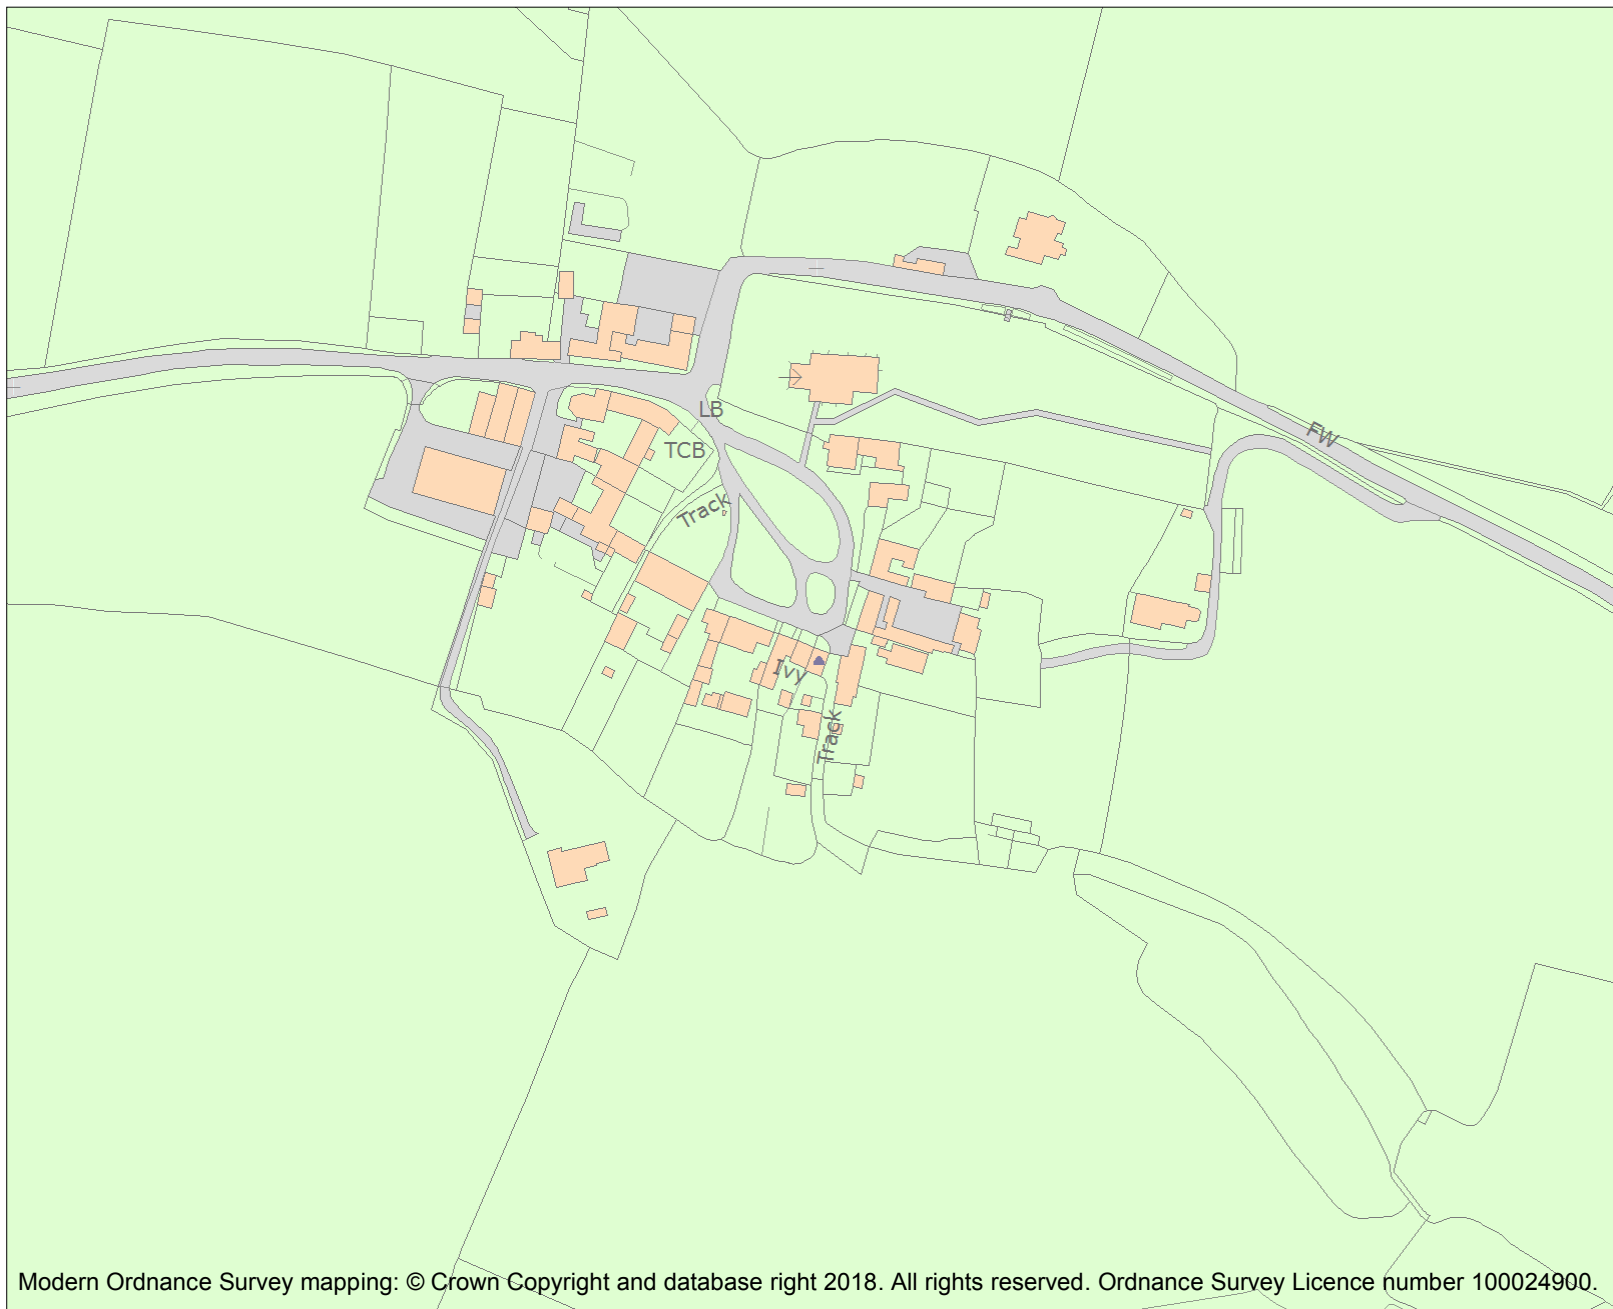 LB
FW
TCB
Track
Ivy
Track
Modern Ordnance Survey mapping: © Crown Copyright and database right 2018. All rights reserved. Ordnance Survey Licence number 100024900.